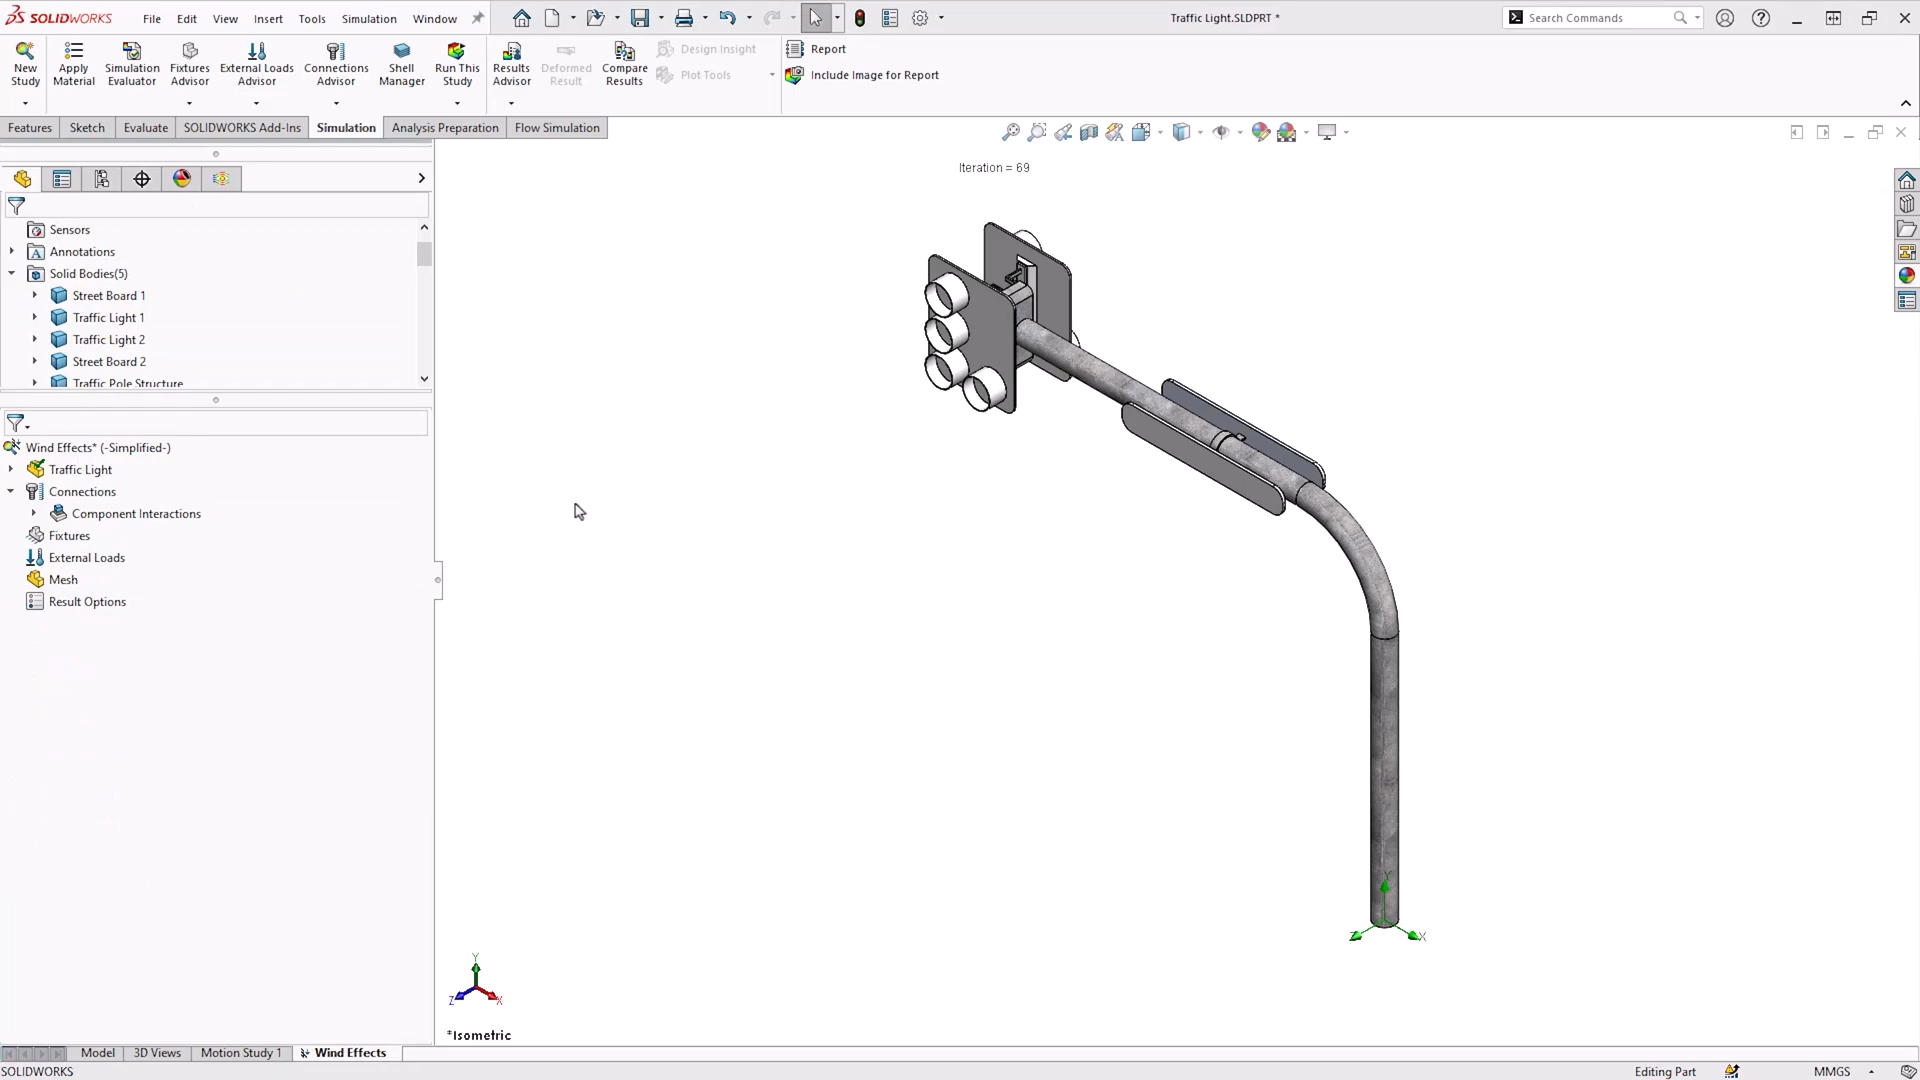 SOLIDWORKS File Edit View Insert Tools Simulation Window
Traffic Light.SLDPRT *
Search Commands
New Study
Apply Material
Simulation Evaluator
Fixtures Advisor
External Loads Advisor
Connections Advisor
Shell Manager
Run This Study
Results Advisor
Deformed Result
Compare Results
Design Insight
Plot Tools
Report
Include Image for Report
Features Sketch Evaluate SOLIDWORKS Add-Ins Simulation Analysis Preparation Flow Simulation
Iteration = 69
Sensors
Annotations
Solid Bodies(5)
Street Board 1
Traffic Light 1
Traffic Light 2
Street Board 2
Traffic Pole Structure
Wind Effects* (-Simplified-)
Traffic Light
Connections
Component Interactions
Fixtures
External Loads
Mesh
Result Options
Y
Z
X
Y
Z
X
*Isometric
Model 3D Views Motion Study 1 Wind Effects
SOLIDWORKS
Editing Part
MMGS